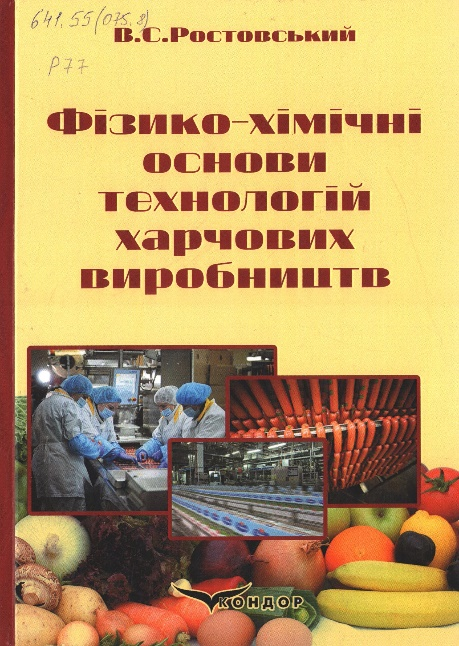 641.55(075.8)
Р77
В.С.Ростовський
Фізико-хімічні
основи
технологій
харчових
виробництв
КОНДОР